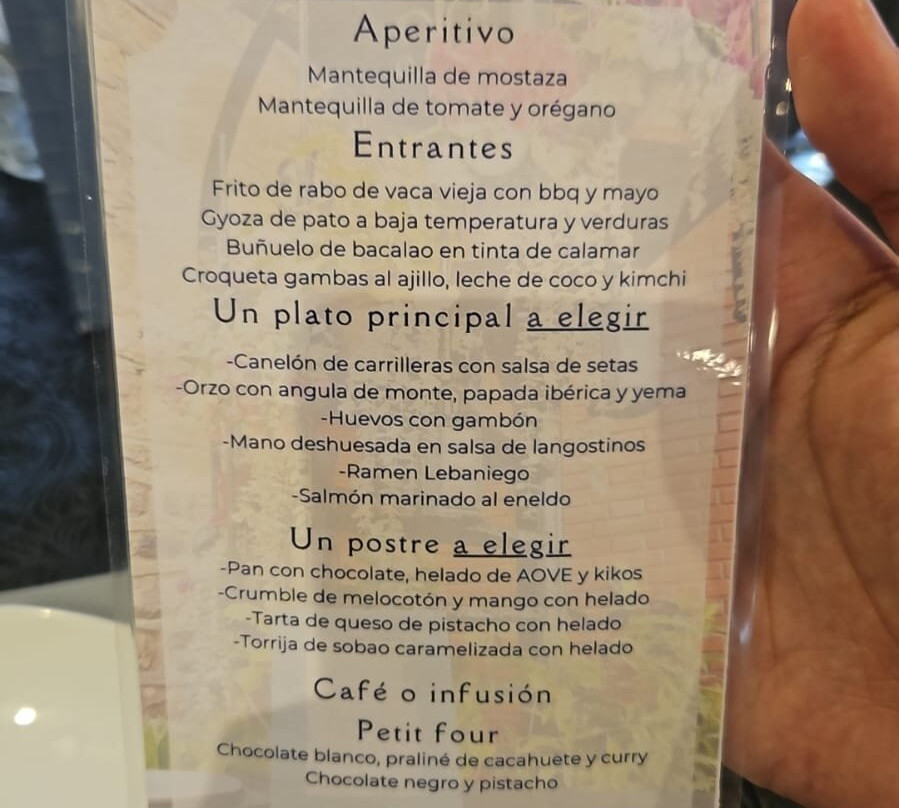 Aperitivo
Mantequilla de mostaza
Mantequilla de tomate y orégano
Entrantes
Frito de rabo de vaca vieja con bbq y mayo
Gyoza de pato a baja temperatura y verduras
Buñuelo de bacalao en tinta de calamar
Croqueta gambas al ajillo, leche de coco y kimchi
Un plato principal a elegir
-Canelón de carrilleras con salsa de setas
-Orzo con angula de monte, papada ibérica y yema
-Huevos con gambón
-Mano deshuesada en salsa de langostinos
-Ramen Lebaniego
-Salmón marinado al eneldo
Un postre a elegir
-Pan con chocolate, helado de AOVE y kikos
-Crumble de melocotón y mango con helado
-Tarta de queso de pistacho con helado
-Torrija de sobao caramelizada con helado
Café o infusión
Petit four
Chocolate blanco, praliné de cacahuete y curry
Chocolate negro y pistacho